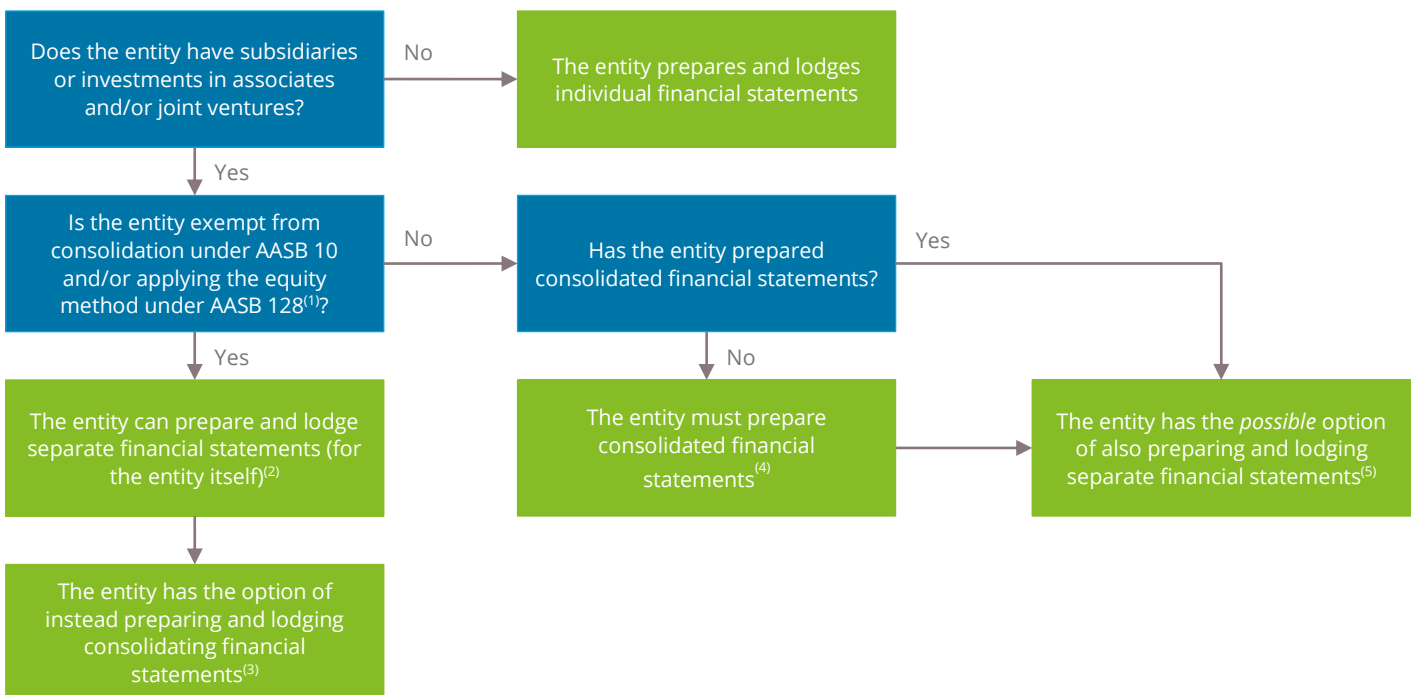 Does the entity have subsidiaries
or investments in associates
and/or joint ventures?
No
The entity prepares and lodges
individual financial statements
Yes
Is the entity exempt from
consolidation under AASB 10
and/or applying the equity
method under AASB 128(1)?
No
Has the entity prepared
consolidated financial statements?
Yes
Yes
No
The entity can prepare and lodge
separate financial statements (for
the entity itself)(2)
The entity must prepare
consolidated financial
statements(4)
The entity has the possible option
of also preparing and lodging
separate financial statements(5)
The entity has the option of
instead preparing and lodging
consolidating financial
statements(3)